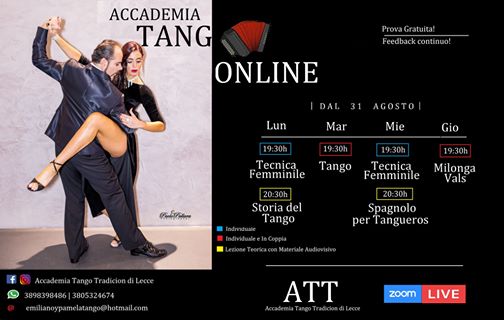 ACCADEMIA
TANG
ONLINE
Prova Gratuita!
Feedback continuo!
| DAL 31 AGOSTO |
Lun
Mar
Mie
Gio
19:30h
19:30h
19:30h
19:30h
Tecnica
Femminile
Tango
Tecnica
Femminile
Milonga
Vals
20:30h
20:30h
Storia del
Tango
Spagnolo
per Tangueros
Individuale
Individuale e In Coppia
Lezione Teorica con Materiale Audiovisivo
Accademia Tango Tradicion di Lecce
3898398486 | 3805324674
emilianoypamelatango@hotmail.com
ATT
Accademia Tango Tradicion di Lecce
zoom
LIVE